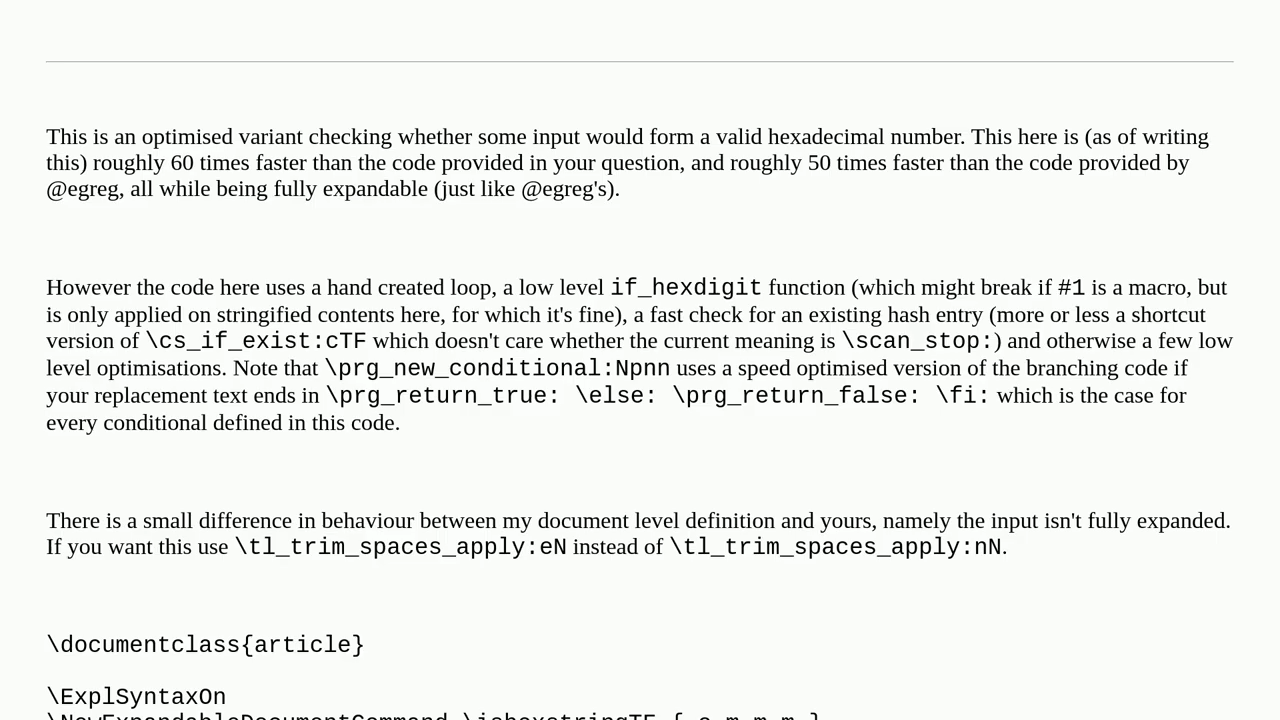 This is an optimised variant checking whether some input would form a valid hexadecimal number. This here is (as of writing
this) roughly 60 times faster than the code provided in your question, and roughly 50 times faster than the code provided by
@egreg, all while being fully expandable (just like @egreg's).
However the code here uses a hand created loop, a low level if_hexdigit function (which might break if #1 is a macro, but
is only applied on stringified contents here, for which it's fine), a fast check for an existing hash entry (more or less a shortcut
version of \cs_if_exist:cTF which doesn't care whether the current meaning is \scan_stop:) and otherwise a few low
level optimisations. Note that \prg_new_conditional:Npnn uses a speed optimised version of the branching code if
your replacement text ends in \prg_return_true: \else: \prg_return_false: \fi: which is the case for
every conditional defined in this code.
There is a small difference in behaviour between my document level definition and yours, namely the input isn't fully expanded.
If you want this use \tl_trim_spaces_apply:eN instead of \tl_trim_spaces_apply:nN.
\documentclass{article}
\ExplSyntaxOn
\NewExpandableDocumentCommand \ishexstringTF { o m m m }